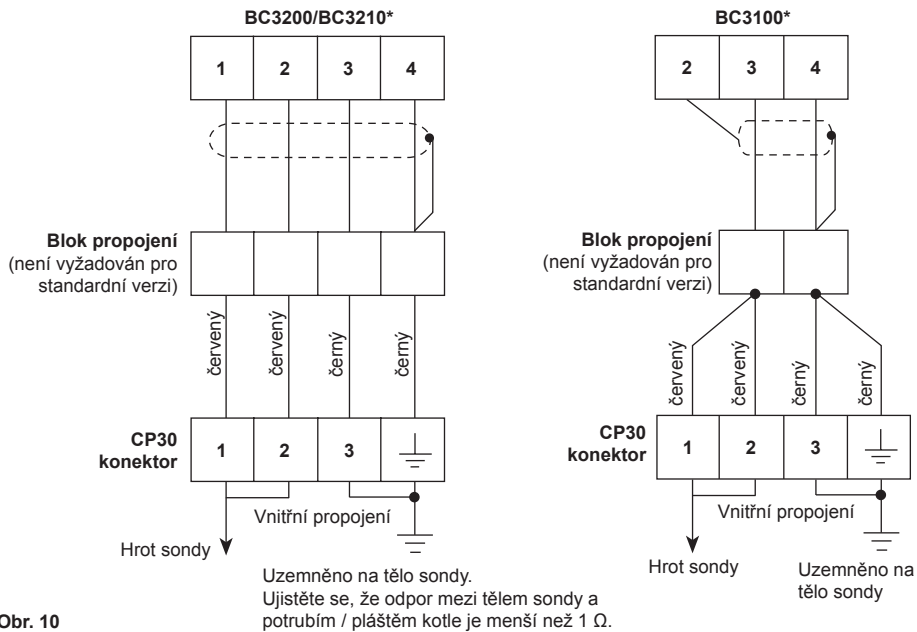 BC3200/BC3210*
1 2 3 4
Blok propojení
(není vyžadován pro
standardní verzi)
červený
červený
černý
černý
CP30
konektor
1 2 3
Vnitřní propojení
Hrot sondy
Uzemněno na tělo sondy.
Ujistěte se, že odpor mezi tělem sondy a
potrubím / pláštěm kotle je menší než 1 Ω.
BC3100*
2 3 4
Blok propojení
(není vyžadován pro
standardní verzi)
červený
červený
černý
černý
CP30
konektor
1 2 3
Vnitřní propojení
Hrot sondy
Uzemněno na
tělo sondy
Obr. 10